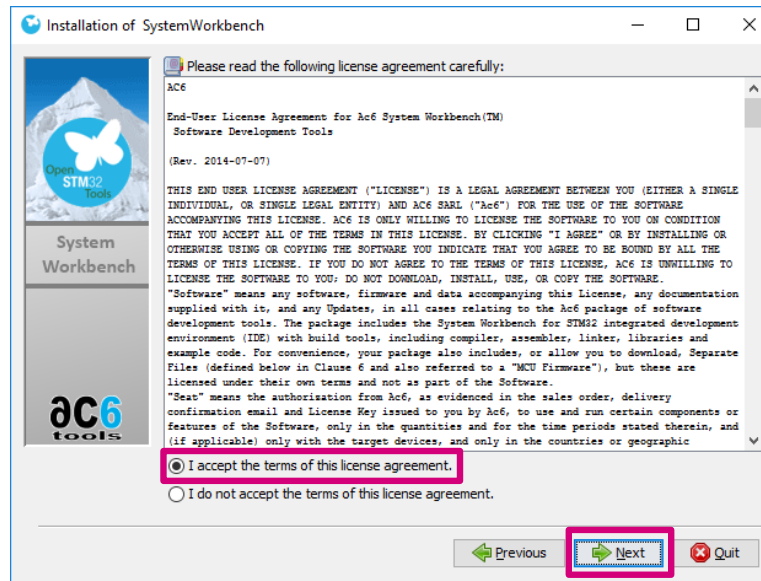 Installation of SystemWorkbench
Please read the following license agreement carefully:
AC6
End-User License Agreement for Ac6 System Workbench(TM)
Software Development Tools
(Rev. 2014-07-07)
THIS END USER LICENSE AGREEMENT ("LICENSE") IS A LEGAL AGREEMENT BETWEEN YOU (EITHER A SINGLE
INDIVIDUAL, OR SINGLE LEGAL ENTITY) AND AC6 SARL ("Ac6") FOR THE USE OF THE SOFTWARE
ACCOMPANYING THIS LICENSE. AC6 IS ONLY WILLING TO LICENSE THE SOFTWARE TO YOU ON CONDITION
THAT YOU ACCEPT ALL OF THE TERMS IN THIS LICENSE. BY CLICKING "I AGREE" OR BY INSTALLING OR
OTHERWISE USING OR COPYING THE SOFTWARE YOU INDICATE THAT YOU AGREE TO BE BOUND BY ALL THE
TERMS OF THIS LICENSE. IF YOU DO NOT AGREE TO THE TERMS OF THIS LICENSE, AC6 IS UNWILLING TO
LICENSE THE SOFTWARE TO YOU; DO NOT DOWNLOAD, INSTALL, USE, OR COPY THE SOFTWARE.
"Software" means any software, firmware and data accompanying this License, any documentation
supplied with it, and any Updates, in all cases relating to the Ac6 package of software
development tools. The package includes the System Workbench for STM32 integrated development
environment (IDE) with build tools, including compiler, assembler, linker, libraries and
example code. For convenience, your package also includes, or allow you to download, Separate
Files (defined below in Clause 6 and also referred to a "MCU Firmware"), but these are
licensed under their own terms and not as part of the Software.
"Seat" means the authorisation from Ac6, as evidenced in the sales order, delivery
confirmation email and License Key issued to you by Ac6, to use and run certain components or
features of the Software, only in the quantities and for the time periods stated therein, and
(if applicable) only with the target devices, and only in the countries or geographic
Open
STM32
Tools
System
Workbench
ac6
tools
I accept the terms of this license agreement.
I do not accept the terms of this license agreement.
Previous
Next
Quit